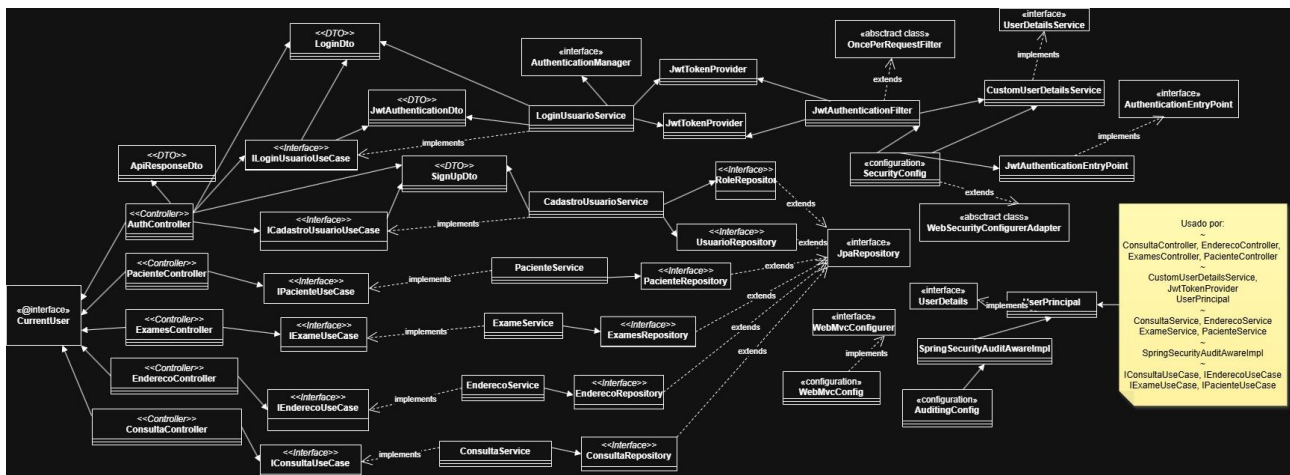 <<DTO>>
LoginDto
«interface»
AuthenticationManager
JwtTokenProvider
«absctract class»
OncePerRequestFilter
extends
«interface»
UserDetailsService
implements
CustomUserDetailsService
«interface»
AuthenticationEntryPoint
implements
<<DTO>>
JwtAuthenticationDto
LoginUsuarioService
JwtTokenProvider
JwtAuthenticationFilter
<<Interface>>
ILoginUsuarioUseCase
implements
<<DTO>>
ApiResponseDto
<<DTO>>
SignUpDto
<<Interface>>
RoleRepositor
extends
«configuration»
SecurityConfig
JwtAuthenticationEntryPoint
extends
«absctract class»
WebSecurityConfigurerAdapter
<<Controller>>
AuthController
<<Interface>>
ICadastroUsuarioUseCase
implements
CadastroUsuarioService
<<Interface>>
UsuarioRepository
extends
«interface»
JpaRepository
<<Controller>>
PacienteController
<<Interface>>
IPacienteUseCase
implements
PacienteService
<<Interface>>
PacienteRepository
extends
«@interface»
CurrentUser
<<Controller>>
ExamesController
<<Interface>>
IExameUseCase
implements
ExameService
<<Interface>>
ExamesRepository
extends
«interface»
WebMvcConfigurer
implements
«configuration»
WebMvcConfig
«interface»
UserDetails
implements
UserPrincipal
SpringSecurityAuditAwareImpl
«configuration»
AuditingConfig
<<Controller>>
EnderecoController
<<Interface>>
IEnderecoUseCase
implements
EnderecoService
<<Interface>>
EnderecoRepository
extends
<<Controller>>
ConsultaController
<<Interface>>
IConsultaUseCase
implements
ConsultaService
<<Interface>>
ConsultaRepository
extends
Usado por:
~
ConsultaController, EnderecoController,
ExamesController, PacienteController
~
CustomUserDetailsService,
JwtTokenProvider
UserPrincipal
~
ConsultaService, EnderecoService
ExameService, PacienteService
~
SpringSecurityAuditAwareImpl
~
IConsultaUseCase, IEnderecoUseCase
IExameUseCase, IPacienteUseCase